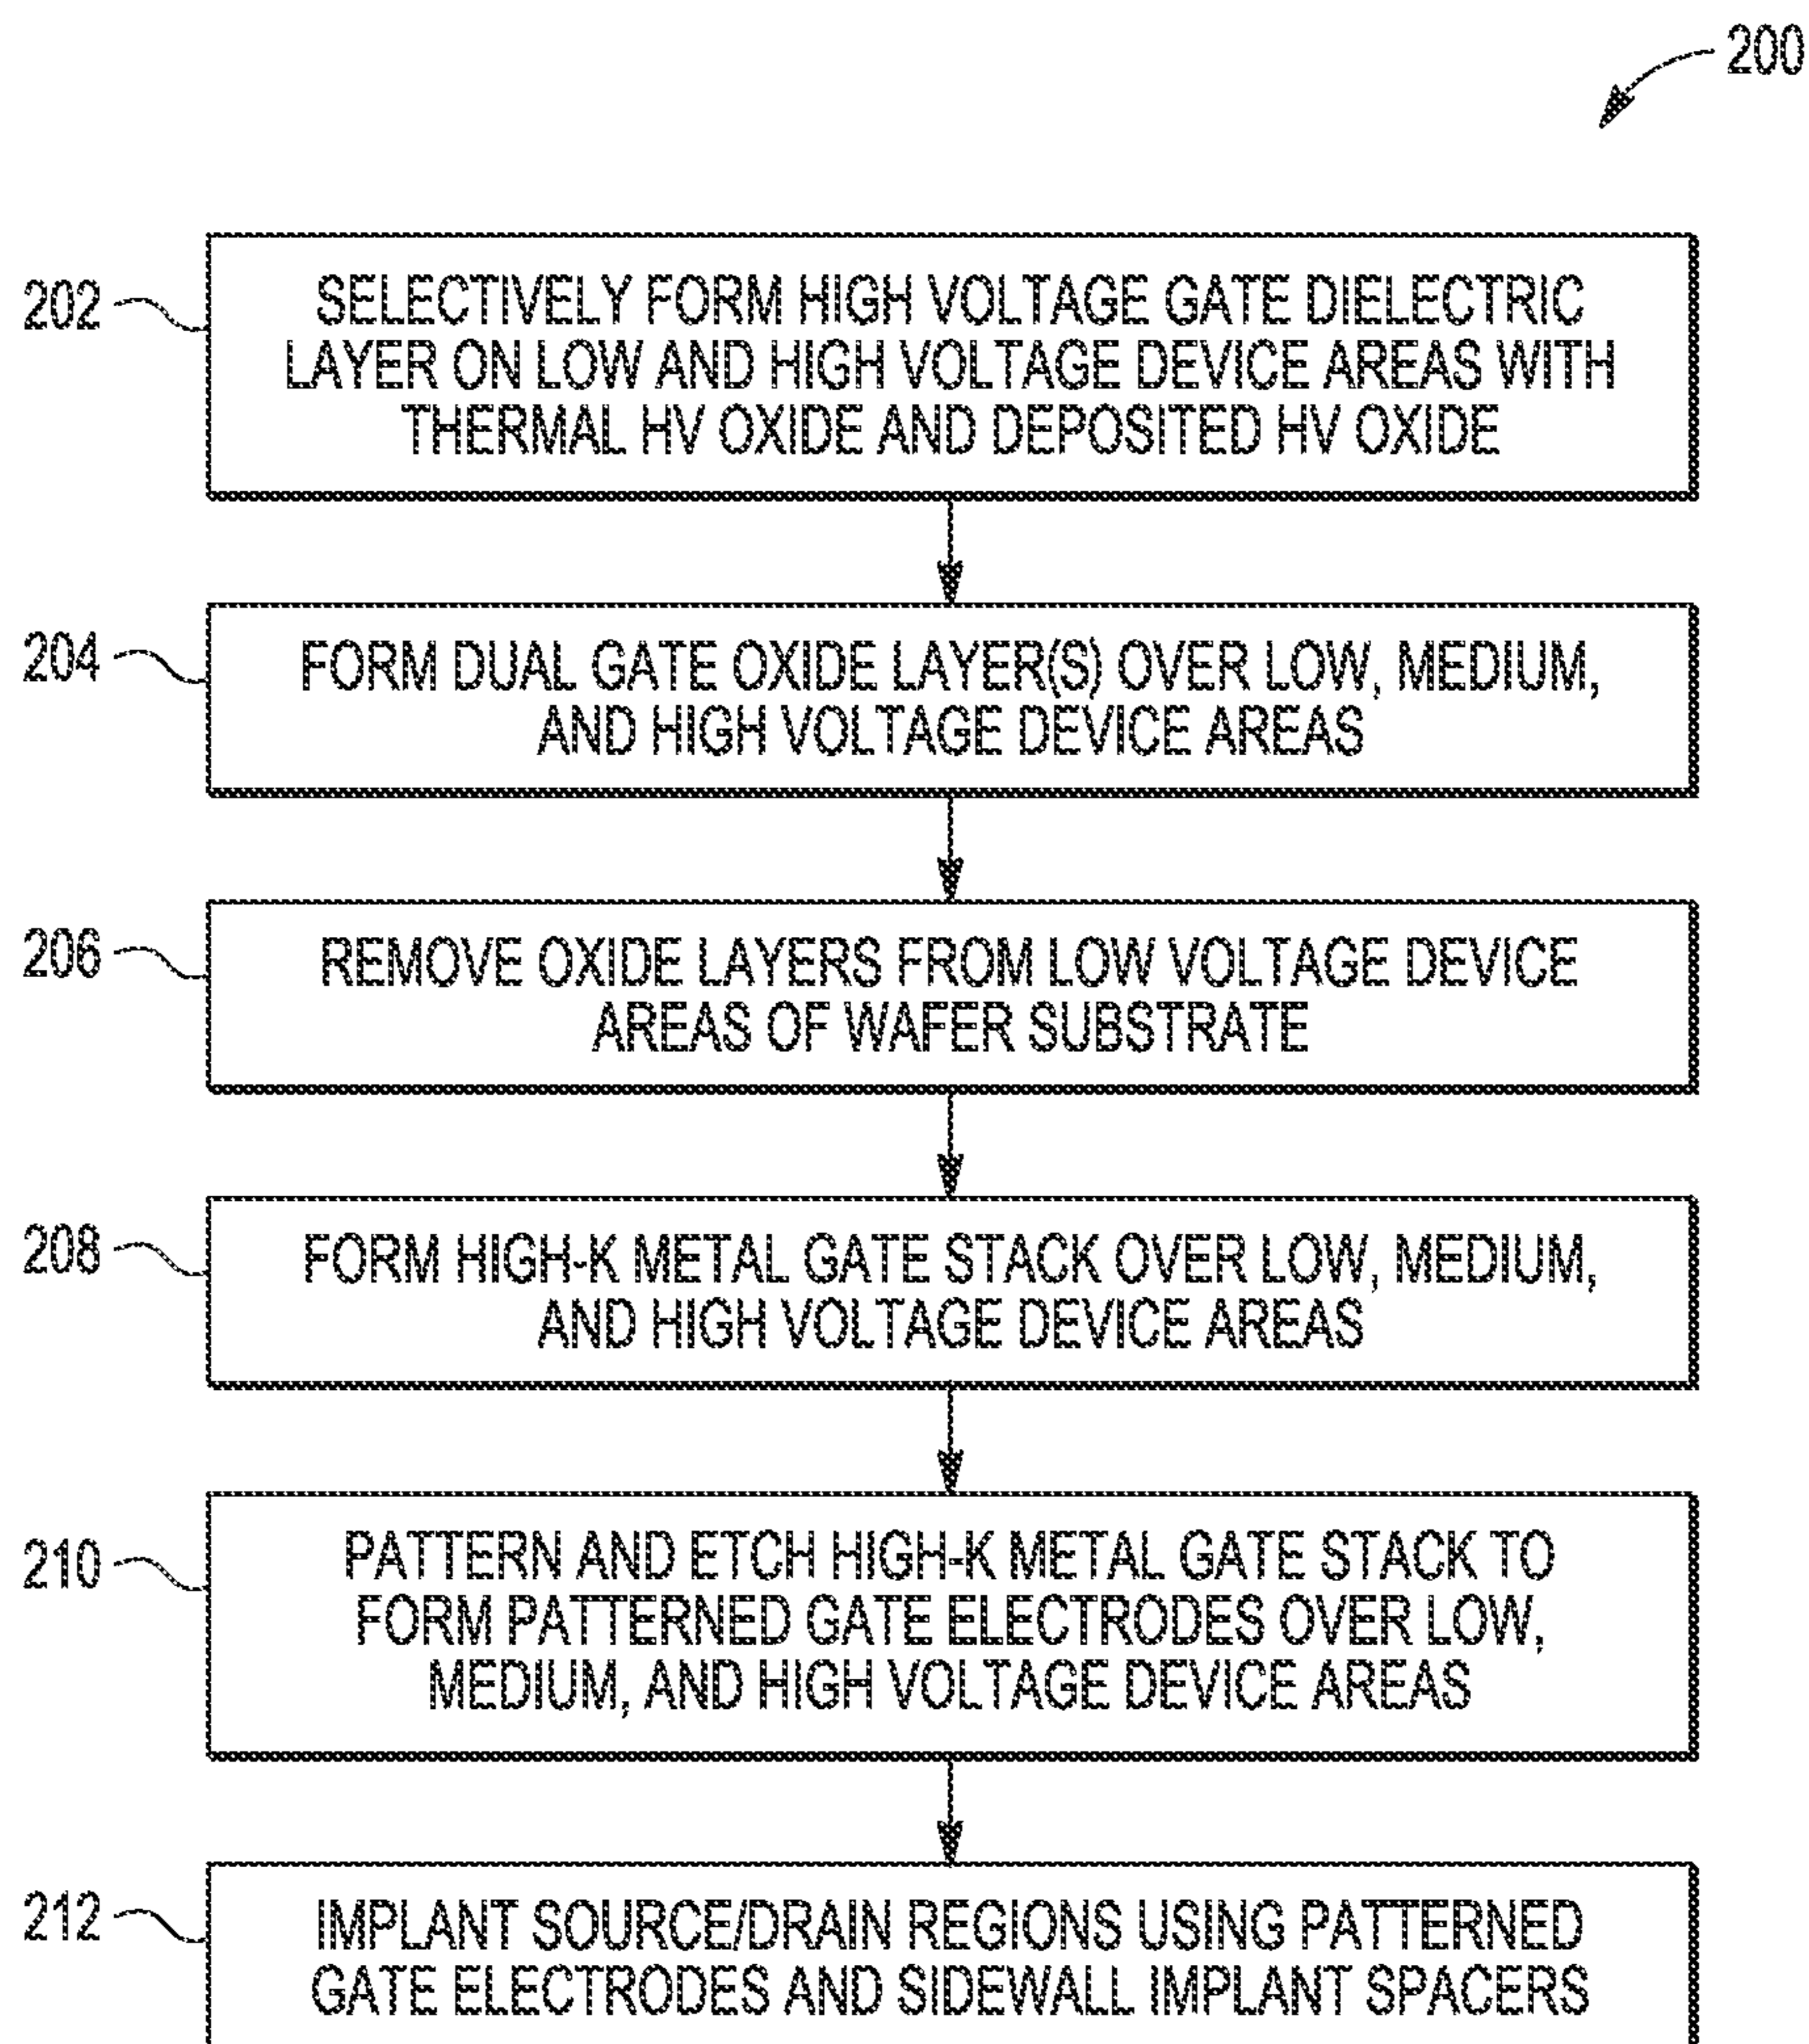 200
202
SELECTIVELY FORM HIGH VOLTAGE GATE DIELECTRIC
LAYER ON LOW AND HIGH VOLTAGE DEVICE AREAS WITH
THERMAL HV OXIDE AND DEPOSITED HV OXIDE
204
FORM DUAL GATE OXIDE LAYER(S) OVER LOW, MEDIUM,
AND HIGH VOLTAGE DEVICE AREAS
206
REMOVE OXIDE LAYERS FROM LOW VOLTAGE DEVICE
AREAS OF WAFER SUBSTRATE
208
FORM HIGH-K METAL GATE STACK OVER LOW, MEDIUM,
AND HIGH VOLTAGE DEVICE AREAS
210
PATTERN AND ETCH HIGH-K METAL GATE STACK TO
FORM PATTERNED GATE ELECTRODES OVER LOW,
MEDIUM, AND HIGH VOLTAGE DEVICE AREAS
212
IMPLANT SOURCE/DRAIN REGIONS USING PATTERNED
GATE ELECTRODES AND SIDEWALL IMPLANT SPACERS